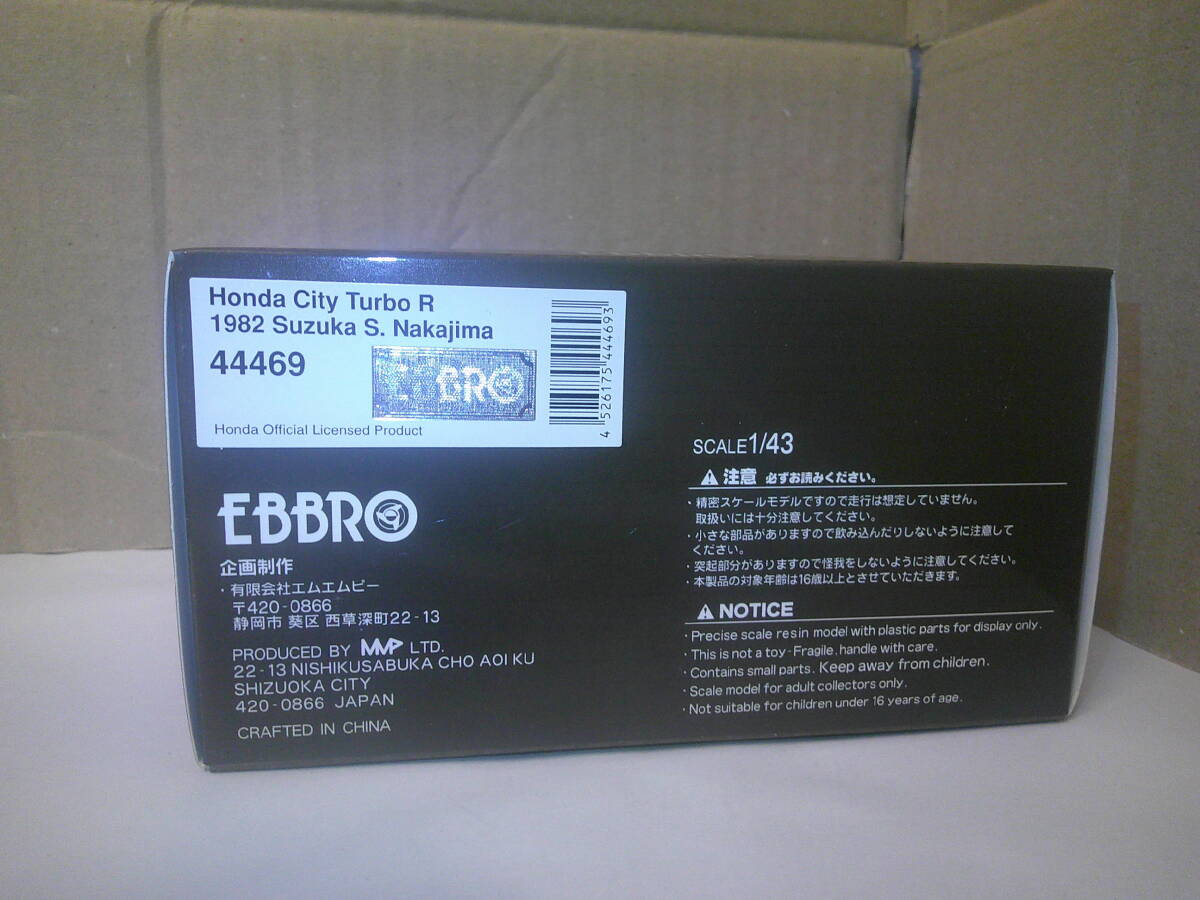 Honda City Turbo R
1982 Suzuka S. Nakajima
44469
EBBRO
Honda Official Licensed Product
4 526175 444693
EBBRO
企画制作
・有限会社エムエムピー
〒420-0866
静岡市 葵区 西草深町22-13
PRODUCED BY MMP LTD.
22-13 NISHIKUSABUKA CHO AOI KU
SHIZUOKA CITY
420-0866 JAPAN
CRAFTED IN CHINA
SCALE1/43
注意 必ずお読みください。
・精密スケールモデルですので走行は想定していません。
取扱いには十分注意してください。
・小さな部品がありますので飲み込んだりしないように注意して
ください。
・突起部分がありますので怪我をしないように注意してください。
・本製品の対象年齢は16歳以上とさせていただきます。
NOTICE
・Precise scale resin model with plastic parts for display only.
・This is not a toy-Fragile. handle with care.
・Contains small parts. Keep away from children.
・Scale model for adult collectors only.
・Not suitable for children under 16 years of age.